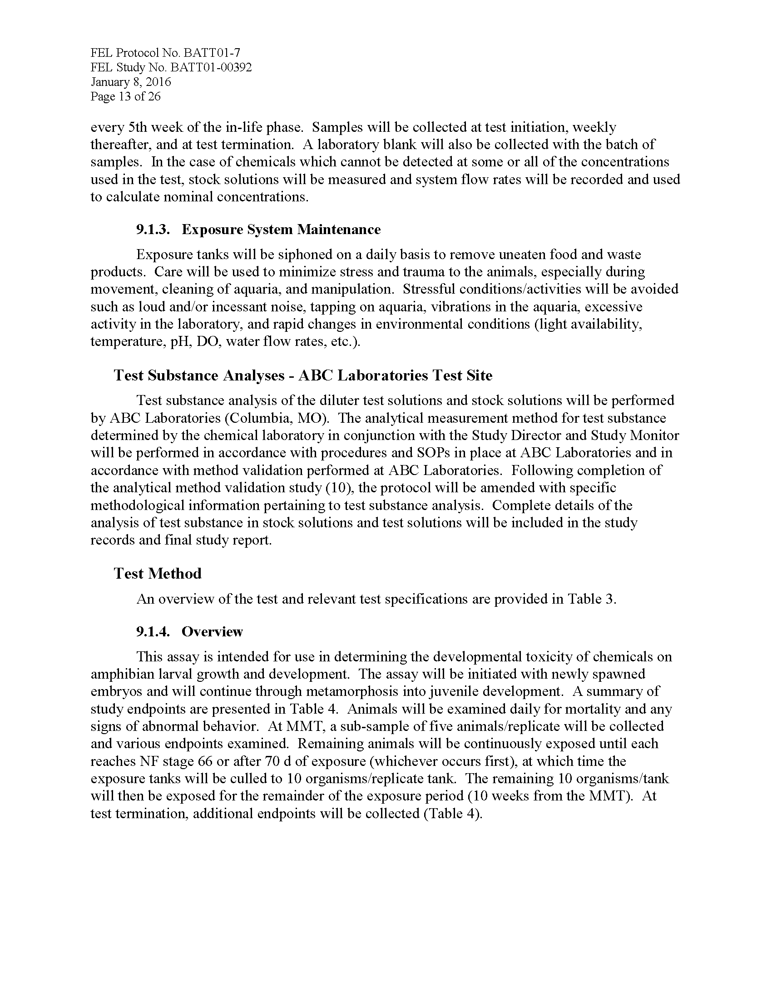 FEL Protocol No. BATT01-7
FEL Study No. BATT01-00392
January 8, 2016
Page 13 of 26
every 5th week of the in-life phase.  Samples will be collected at test initiation, weekly
thereafter, and at test termination.  A laboratory blank will also be collected with the batch of
samples.  In the case of chemicals which cannot be detected at some or all of the concentrations
used in the test, stock solutions will be measured and system flow rates will be recorded and used
to calculate nominal concentrations.
9.1.3.   Exposure System Maintenance
Exposure tanks will be siphoned on a daily basis to remove uneaten food and waste
products.  Care will be used to minimize stress and trauma to the animals, especially during
movement, cleaning of aquaria, and manipulation.  Stressful conditions/activities will be avoided
such as loud and/or incessant noise, tapping on aquaria, vibrations in the aquaria, excessive
activity in the laboratory, and rapid changes in environmental conditions (light availability,
temperature, pH, DO, water flow rates, etc.).
Test Substance Analyses - ABC Laboratories Test Site
Test substance analysis of the diluter test solutions and stock solutions will be performed
by ABC Laboratories (Columbia, MO).  The analytical measurement method for test substance
determined by the chemical laboratory in conjunction with the Study Director and Study Monitor
will be performed in accordance with procedures and SOPs in place at ABC Laboratories and in
accordance with method validation performed at ABC Laboratories.  Following completion of
the analytical method validation study (10), the protocol will be amended with specific
methodological information pertaining to test substance analysis.  Complete details of the
analysis of test substance in stock solutions and test solutions will be included in the study
records and final study report.
Test Method
An overview of the test and relevant test specifications are provided in Table 3.
9.1.4.   Overview
This assay is intended for use in determining the developmental toxicity of chemicals on
amphibian larval growth and development.  The assay will be initiated with newly spawned
embryos and will continue through metamorphosis into juvenile development.  A summary of
study endpoints are presented in Table 4.  Animals will be examined daily for mortality and any
signs of abnormal behavior.  At MMT, a sub-sample of five animals/replicate will be collected
and various endpoints examined.  Remaining animals will be continuously exposed until each
reaches NF stage 66 or after 70 d of exposure (whichever occurs first), at which time the
exposure tanks will be culled to 10 organisms/replicate tank.  The remaining 10 organisms/tank
will then be exposed for the remainder of the exposure period (10 weeks from the MMT).  At
test termination, additional endpoints will be collected (Table 4).